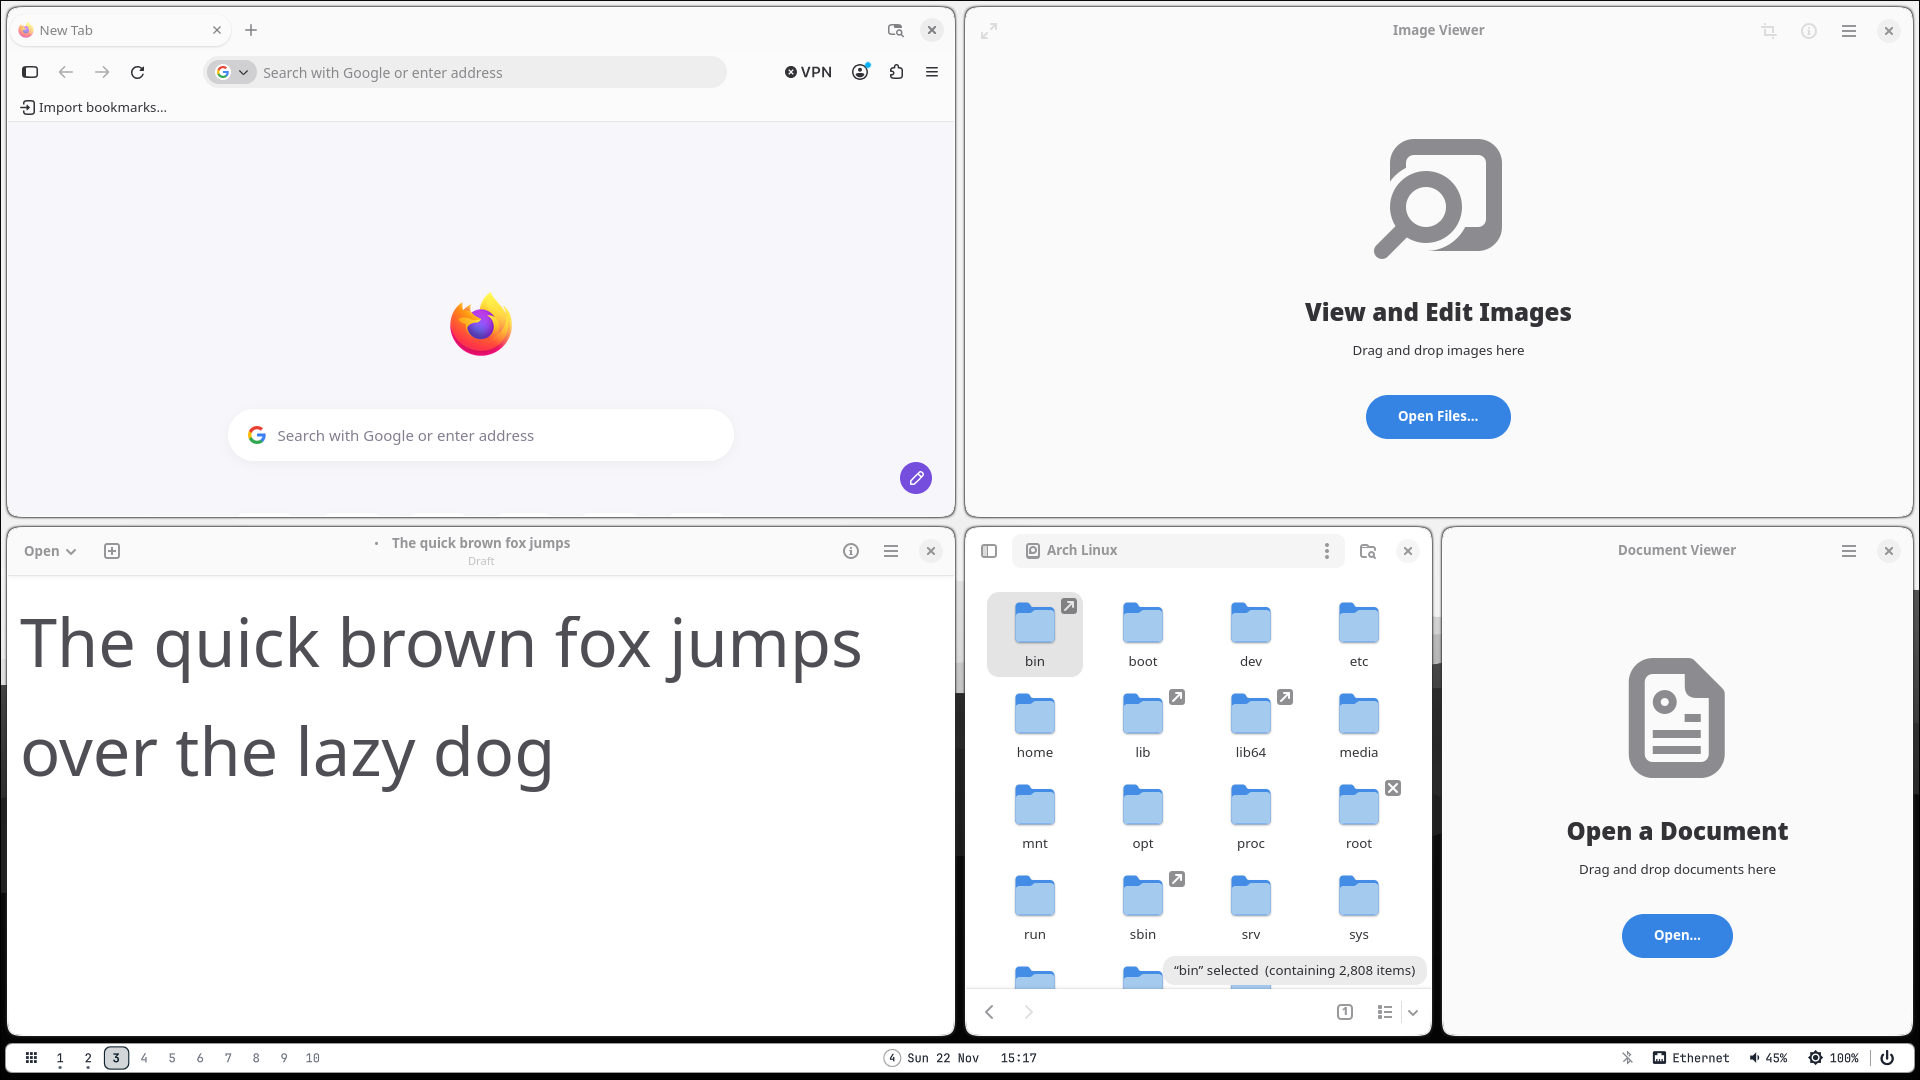 New Tab
Search with Google or enter address
VPN
Import bookmarks...
Search with Google or enter address
Image Viewer
View and Edit Images
Drag and drop images here
Open Files...
Open
• The quick brown fox jumps
Draft
The quick brown fox jumps
over the lazy dog
Arch Linux
bin boot dev etc
home lib lib64 media
mnt opt proc root
run sbin srv sys
“bin” selected (containing 2,808 items)
1
Document Viewer
Open a Document
Drag and drop documents here
Open...
1 2 3 4 5 6 7 8 9 10
4 Sun 22 Nov 15:17
Ethernet 45% 100%